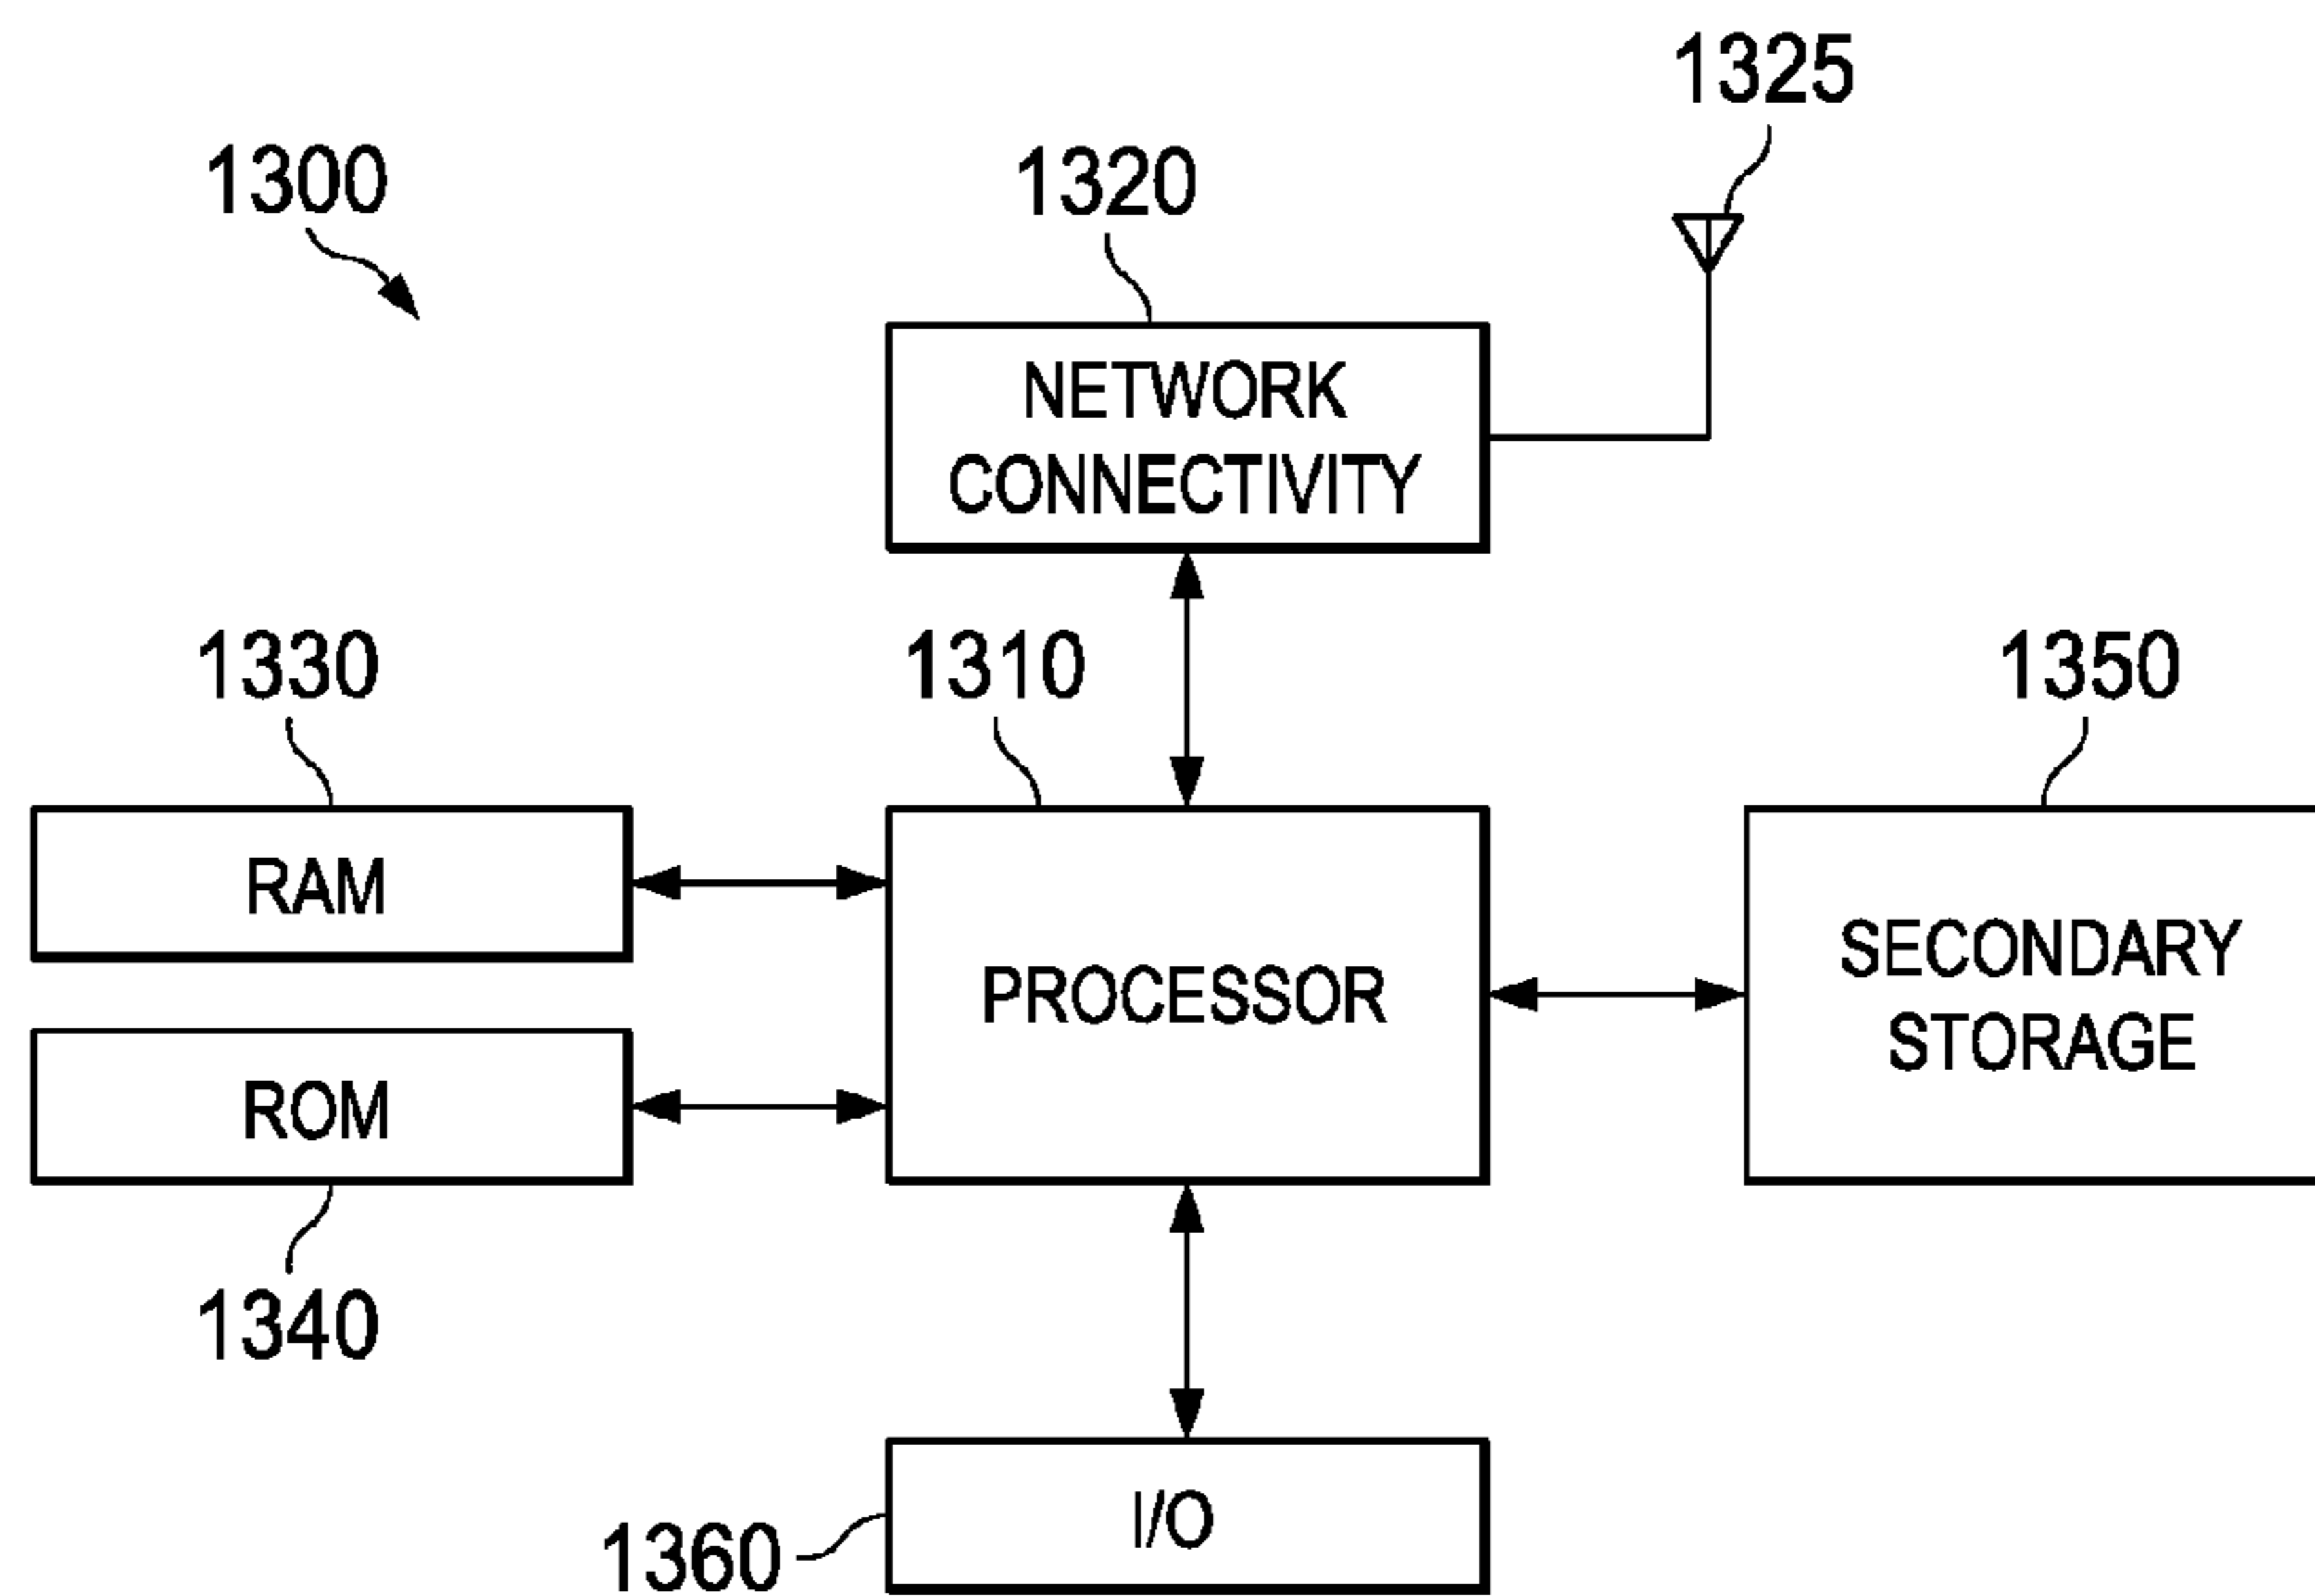 1325
1300
1320
NETWORK
CONNECTIVITY
1330
1310
1350
RAM
PROCESSOR
SECONDARY
STORAGE
ROM
1340
I/O
1360